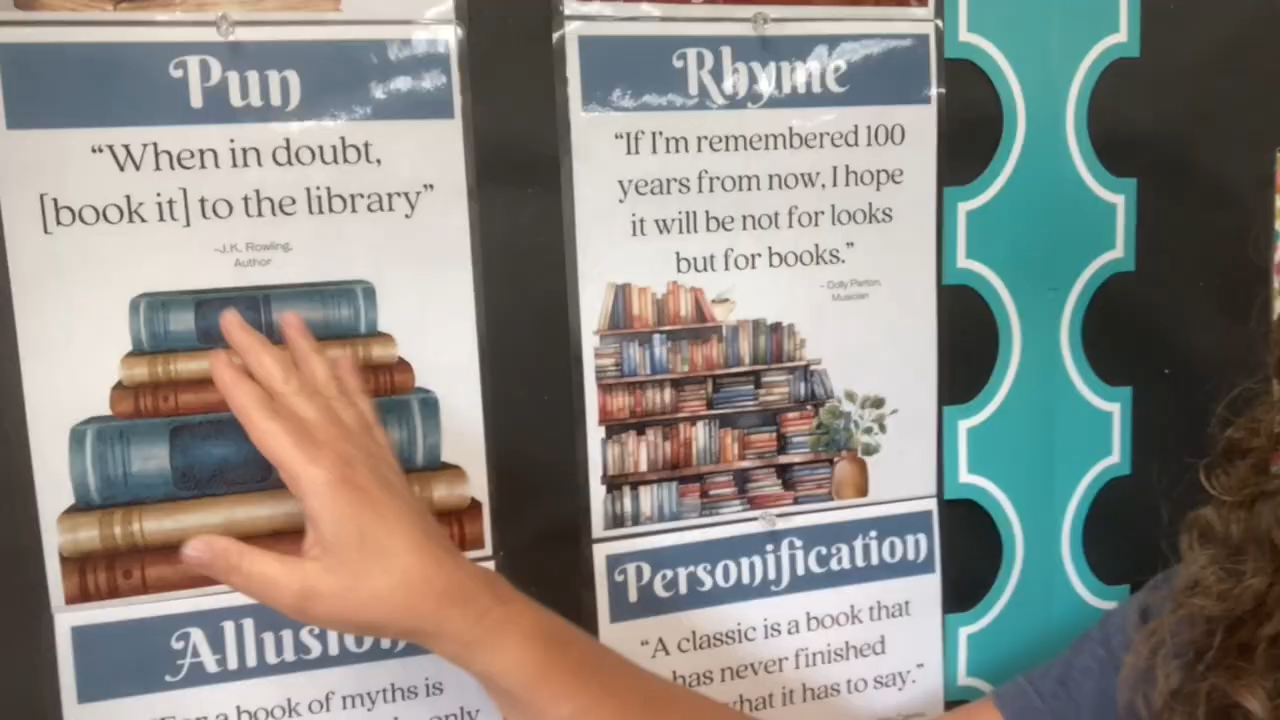 Pun
“When in doubt,
[book it] to the library”
-J.K. Rowling,
Author
Rhyme
“If I'm remembered 100
years from now, I hope
it will be not for looks
but for books.”
- Dolly Parton,
Musician
Allusion
a book of myths is
only
Personification
“A classic is a book that
has never finished
what it has to say.”